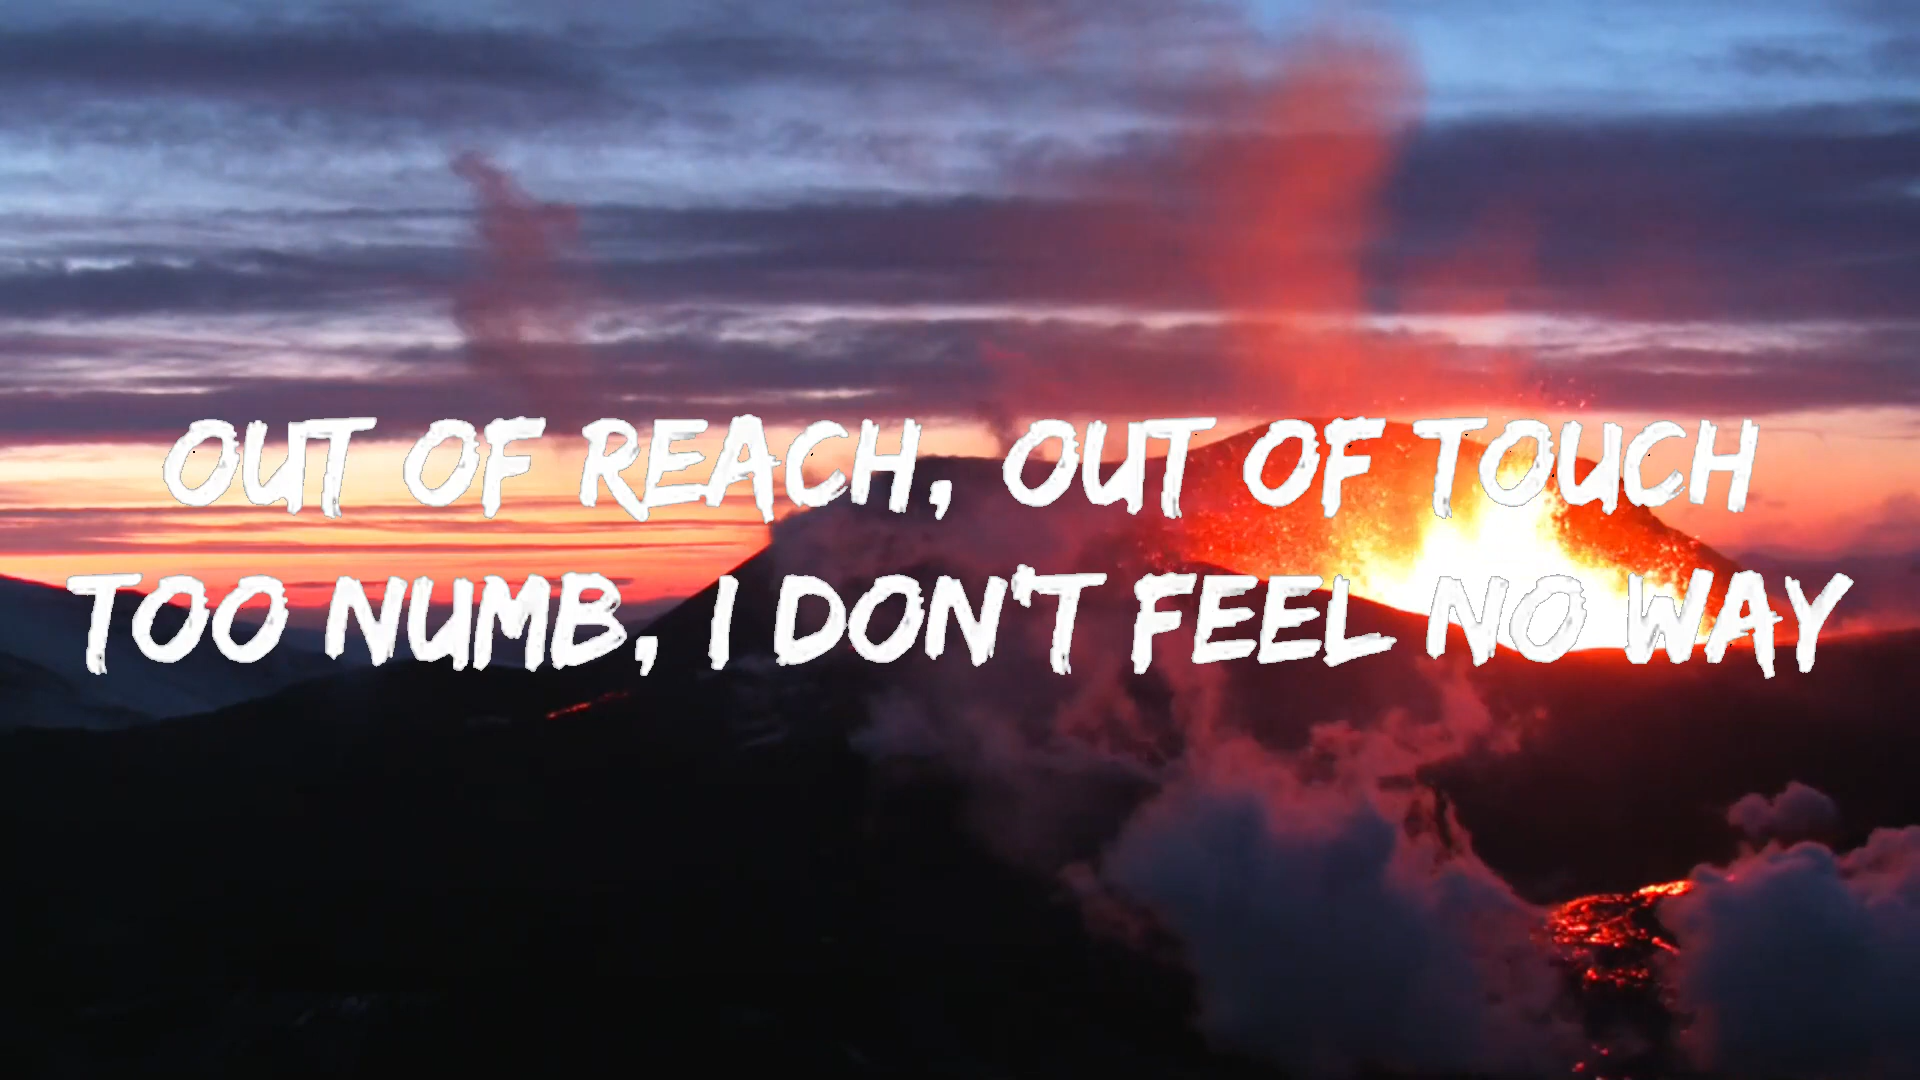 OUT OF REACH, OUT OF TOUCH
TOO NUMB, I DON'T FEEL NO WAY